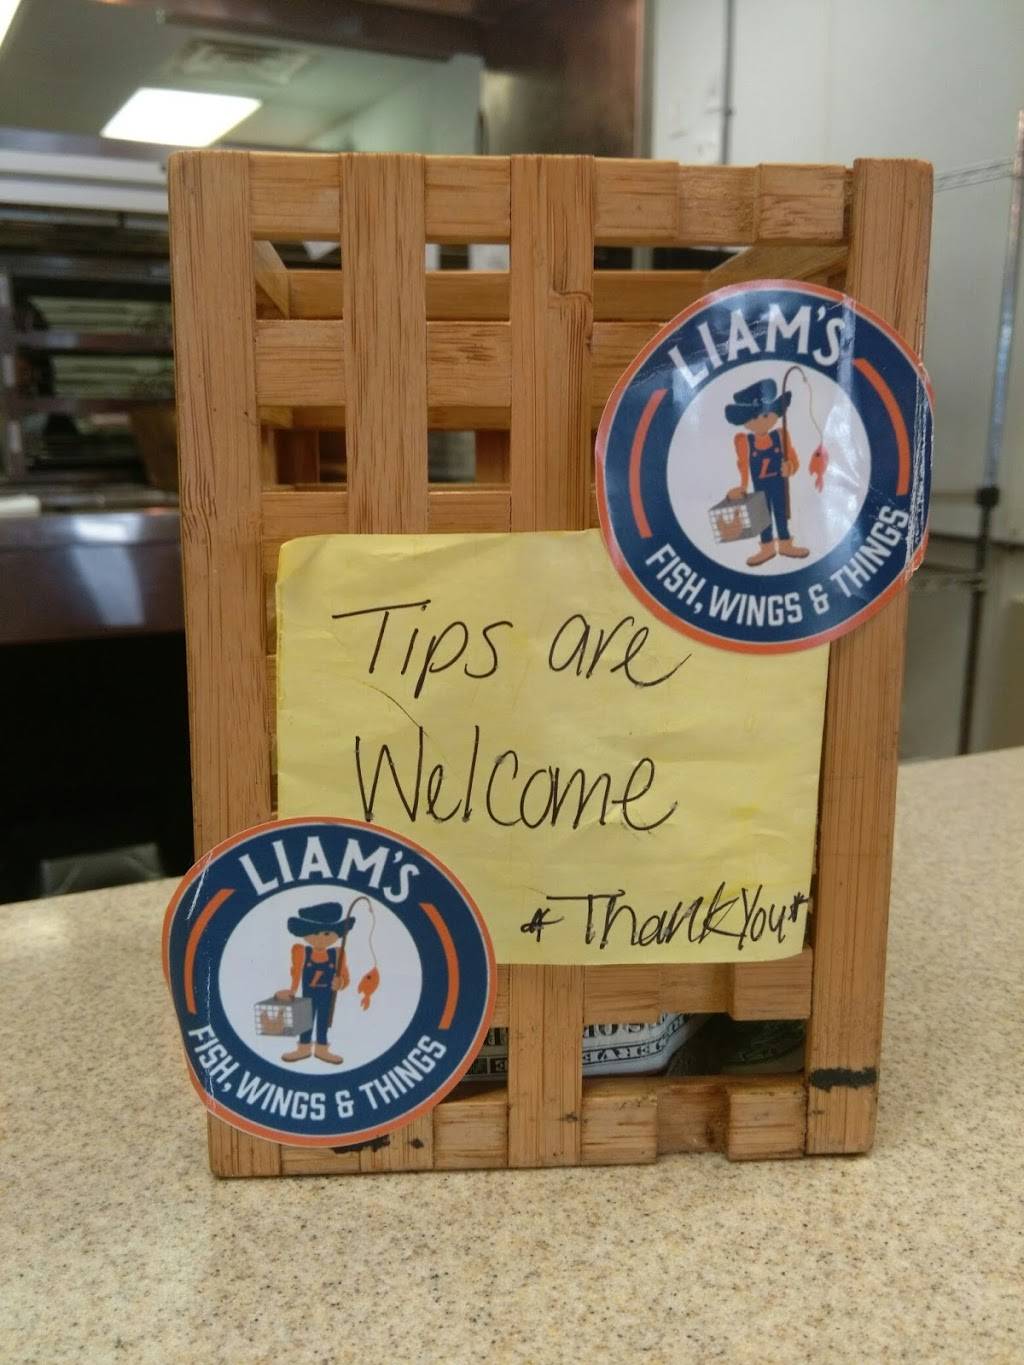 LIAM'S
L
FISH, WINGS & THINGS
Tips are
Welcome
*Thank You*
LIAM'S
L
FISH, WINGS & THINGS